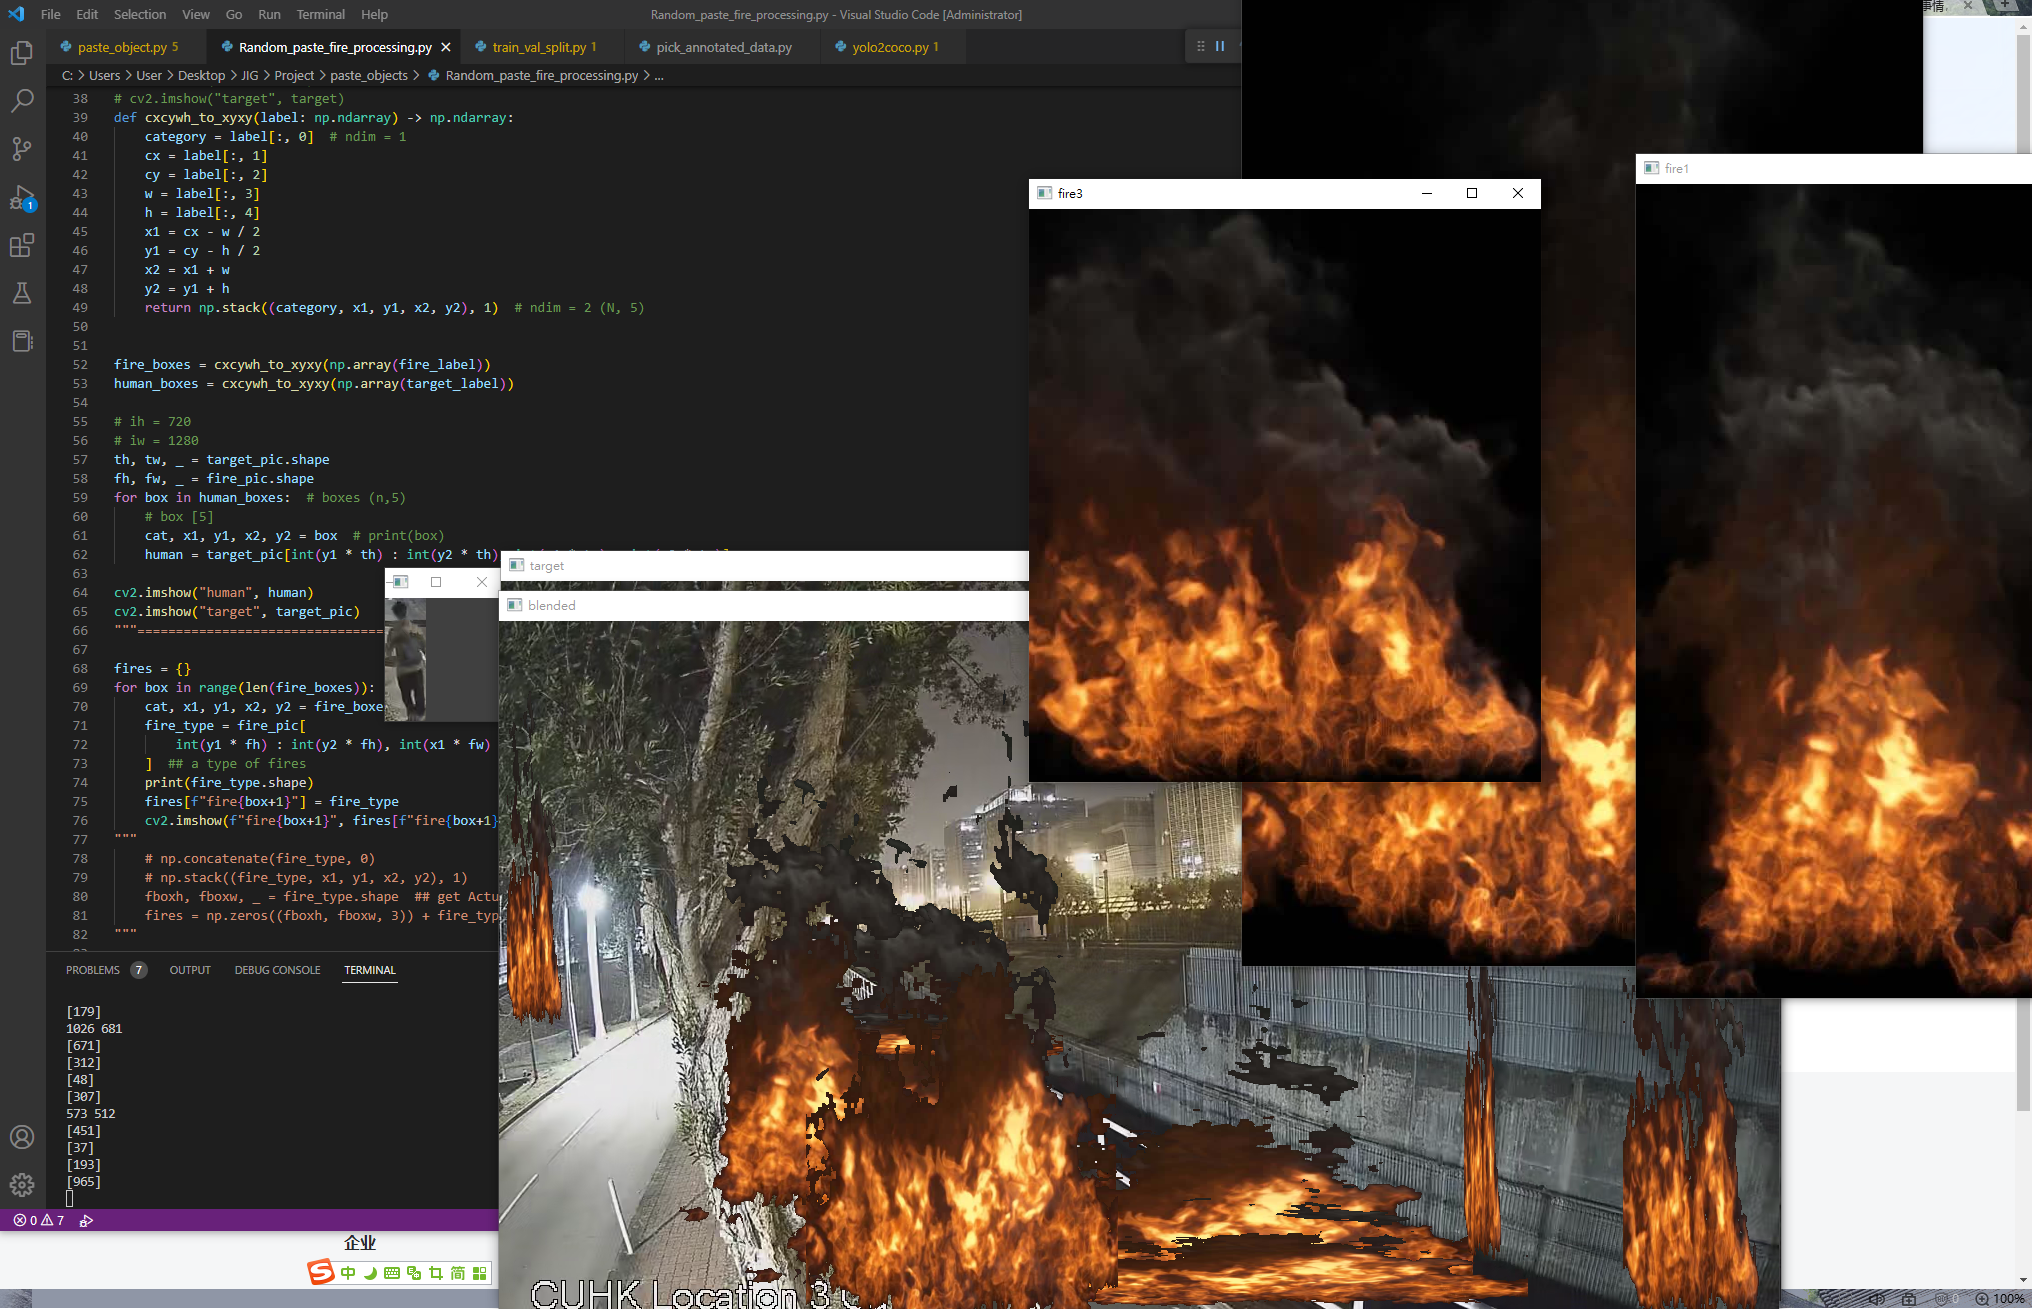 File Edit Selection View Go Run Terminal Help
Random_paste_fire_processing.py - Visual Studio Code [Administrator]
paste_object.py 5
Random_paste_fire_processing.py
train_val_split.py 1
pick_annotated_data.py
yolo2coco.py 1
C: > Users > User > Desktop > JIG > Project > paste_objects > Random_paste_fire_processing.py > ...
38 # cv2.imshow("target", target)
39 def cxcywh_to_xyxy(label: np.ndarray) -> np.ndarray:
40 category = label[:, 0] # ndim = 1
41 cx = label[:, 1]
42 cy = label[:, 2]
43 w = label[:, 3]
44 h = label[:, 4]
45 x1 = cx - w / 2
46 y1 = cy - h / 2
47 x2 = x1 + w
48 y2 = y1 + h
49 return np.stack((category, x1, y1, x2, y2), 1) # ndim = 2 (N, 5)
50
51
52 fire_boxes = cxcywh_to_xyxy(np.array(fire_label))
53 human_boxes = cxcywh_to_xyxy(np.array(target_label))
54
55 # ih = 720
56 # iw = 1280
57 th, tw, _ = target_pic.shape
58 fh, fw, _ = fire_pic.shape
59 for box in human_boxes: # boxes (n,5)
60 # box [5]
61 cat, x1, y1, x2, y2 = box # print(box)
62 human = target_pic[int(y1 * th) : int(y2 * th)
63
64 cv2.imshow("human", human)
65 cv2.imshow("target", target_pic)
66 """================================
67
68 fires = {}
69 for box in range(len(fire_boxes)):
70 cat, x1, y1, x2, y2 = fire_boxe
71 fire_type = fire_pic[
72 int(y1 * fh) : int(y2 * fh), int(x1 * fw)
73 ] ## a type of fires
74 print(fire_type.shape)
75 fires[f"fire{box+1}"] = fire_type
76 cv2.imshow(f"fire{box+1}", fires[f"fire{box+1}
77 """
78 # np.concatenate(fire_type, 0)
79 # np.stack((fire_type, x1, y1, x2, y2), 1)
80 fboxh, fboxw, _ = fire_type.shape ## get Actu
81 fires = np.zeros((fboxh, fboxw, 3)) + fire_typ
82 """
fire3
fire1
target
blended
PROBLEMS 7 OUTPUT DEBUG CONSOLE TERMINAL
[179]
1026 681
[671]
[312]
[48]
[307]
573 512
[451]
[37]
[193]
[965]
0 7
1
企业
S 中 简
CUHK Location 3
事情.
100%